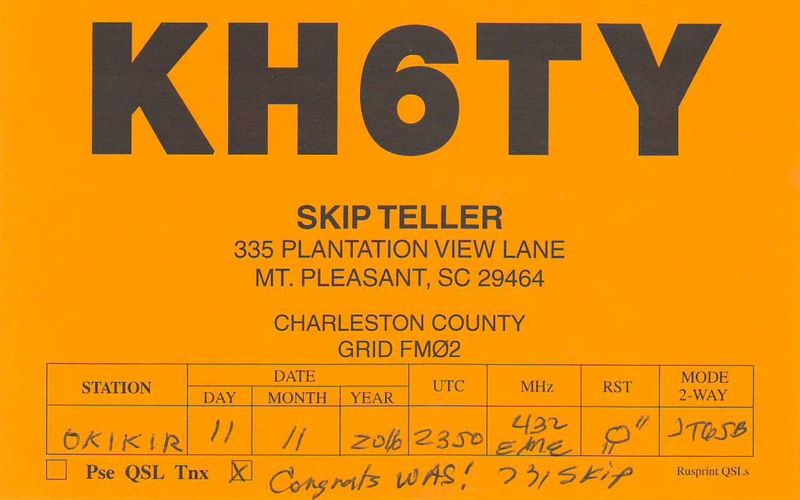 KH6TY
SKIP TELLER
335 PLANTATION VIEW LANE
MT. PLEASANT, SC 29464
CHARLESTON COUNTY
GRID FMØ2
STATION DATE UTC MHz RST MODE 2-WAY
DAY MONTH YEAR
OK1KIR 11 11 2016 2350 432 EME "O" JT65B
Pse QSL Tnx X Congrats WAS! 73, Skip Rusprint QSLs